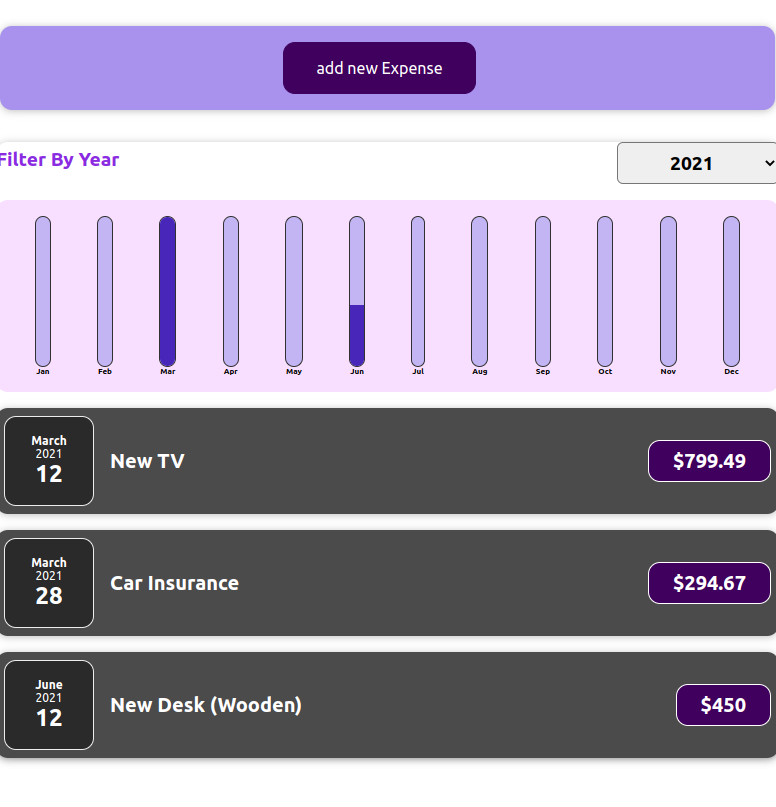 add new Expense
Filter By Year
2021
Jan Feb Mar Apr May Jun Jul Aug Sep Oct Nov Dec
March
2021
12
New TV
$799.49
March
2021
28
Car Insurance
$294.67
June
2021
12
New Desk (Wooden)
$450